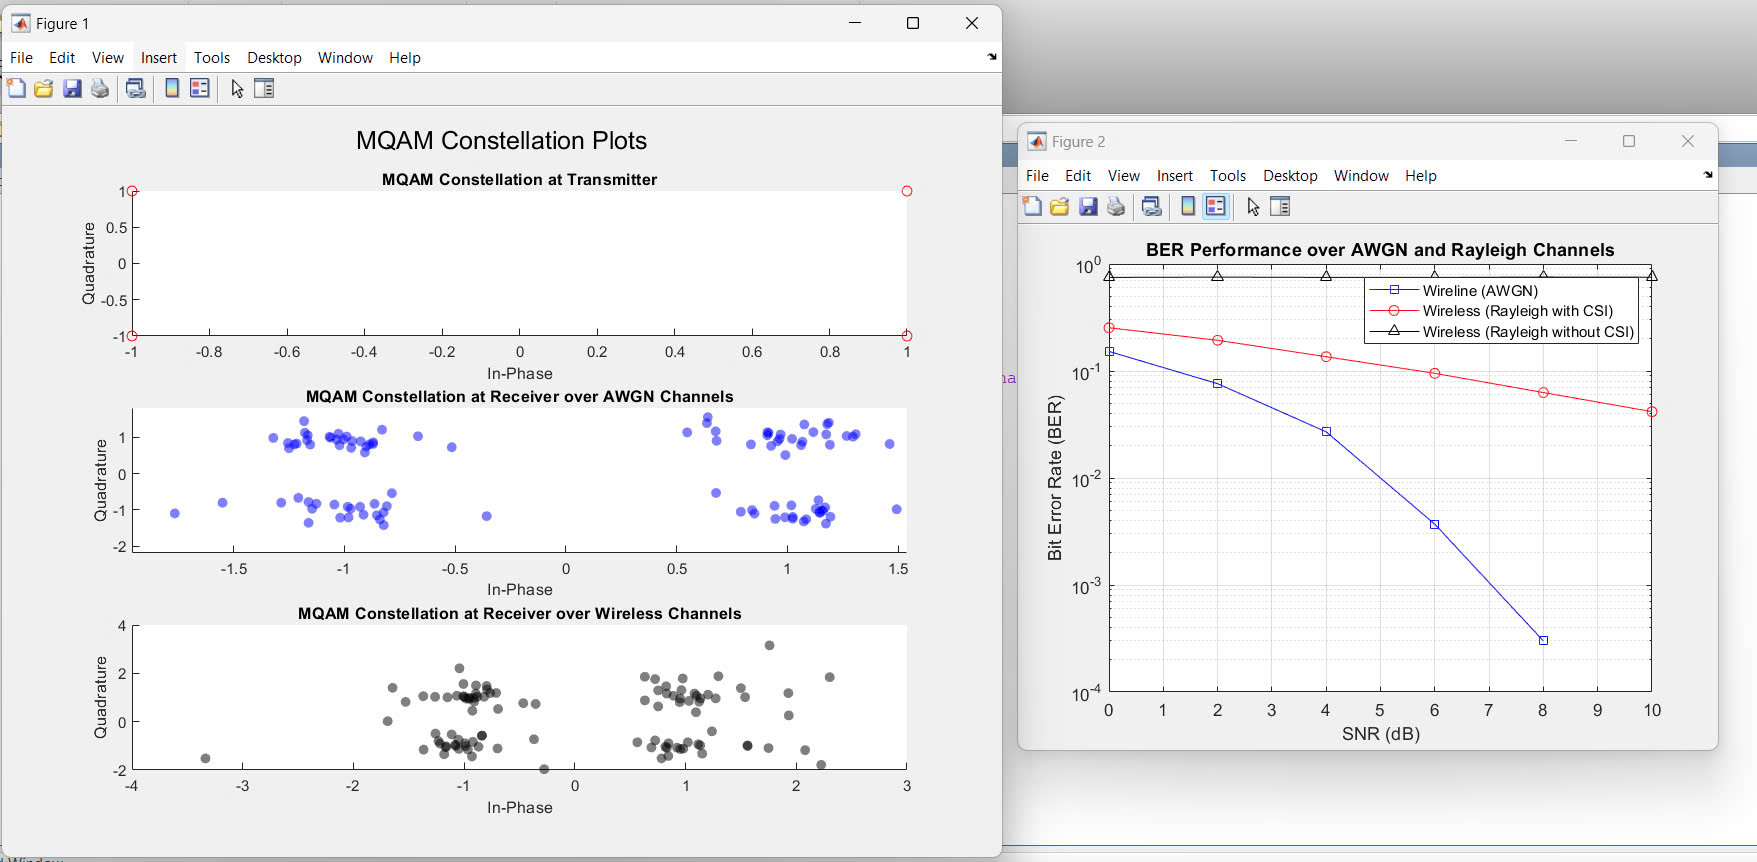 Figure 1
File Edit View Insert Tools Desktop Window Help
MQAM Constellation Plots
MQAM Constellation at Transmitter
1
0.5
0
-0.5
-1
Quadrature
-1 -0.8 -0.6 -0.4 -0.2 0 0.2 0.4 0.6 0.8 1
In-Phase
MQAM Constellation at Receiver over AWGN Channels
1
0
-1
-2
Quadrature
-1.5 -1 -0.5 0 0.5 1 1.5
In-Phase
MQAM Constellation at Receiver over Wireless Channels
4
2
0
-2
Quadrature
-4 -3 -2 -1 0 1 2 3
In-Phase
Figure 2
File Edit View Insert Tools Desktop Window Help
BER Performance over AWGN and Rayleigh Channels
10^0
10^-1
10^-2
10^-3
10^-4
Bit Error Rate (BER)
Wireline (AWGN)
Wireless (Rayleigh with CSI)
Wireless (Rayleigh without CSI)
0 1 2 3 4 5 6 7 8 9 10
SNR (dB)